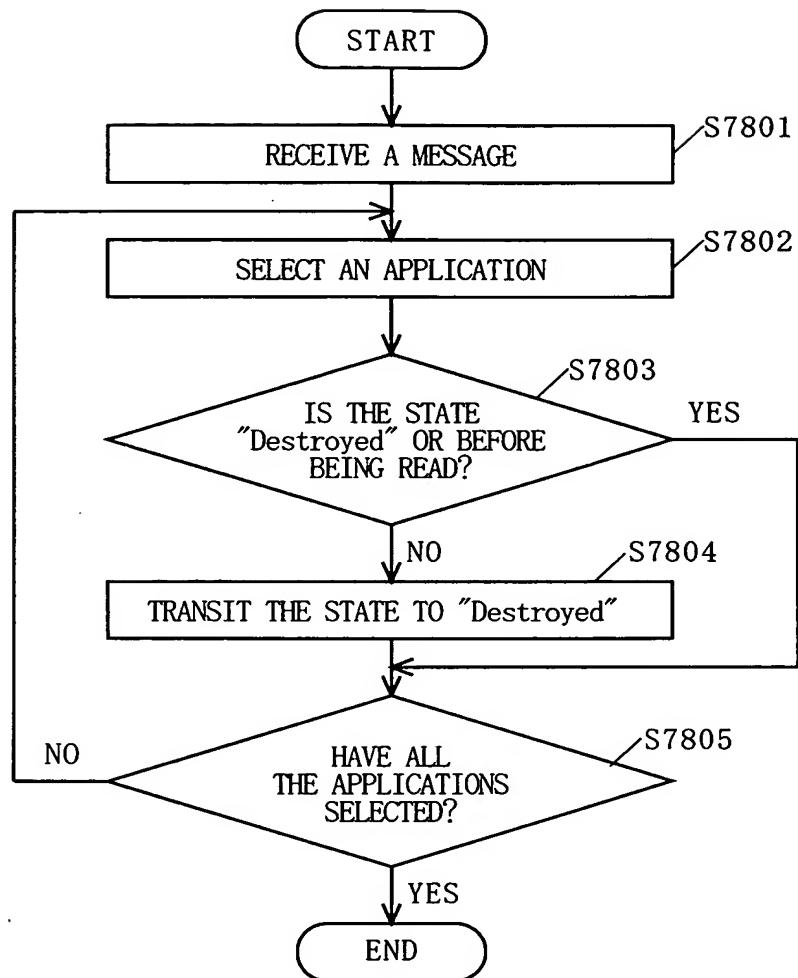 START
S7801
RECEIVE A MESSAGE
S7802
SELECT AN APPLICATION
S7803
IS THE STATE
"Destroyed" OR BEFORE
BEING READ?
YES
NO
S7804
TRANSIT THE STATE TO "Destroyed"
S7805
NO
HAVE ALL
THE APPLICATIONS
SELECTED?
YES
END